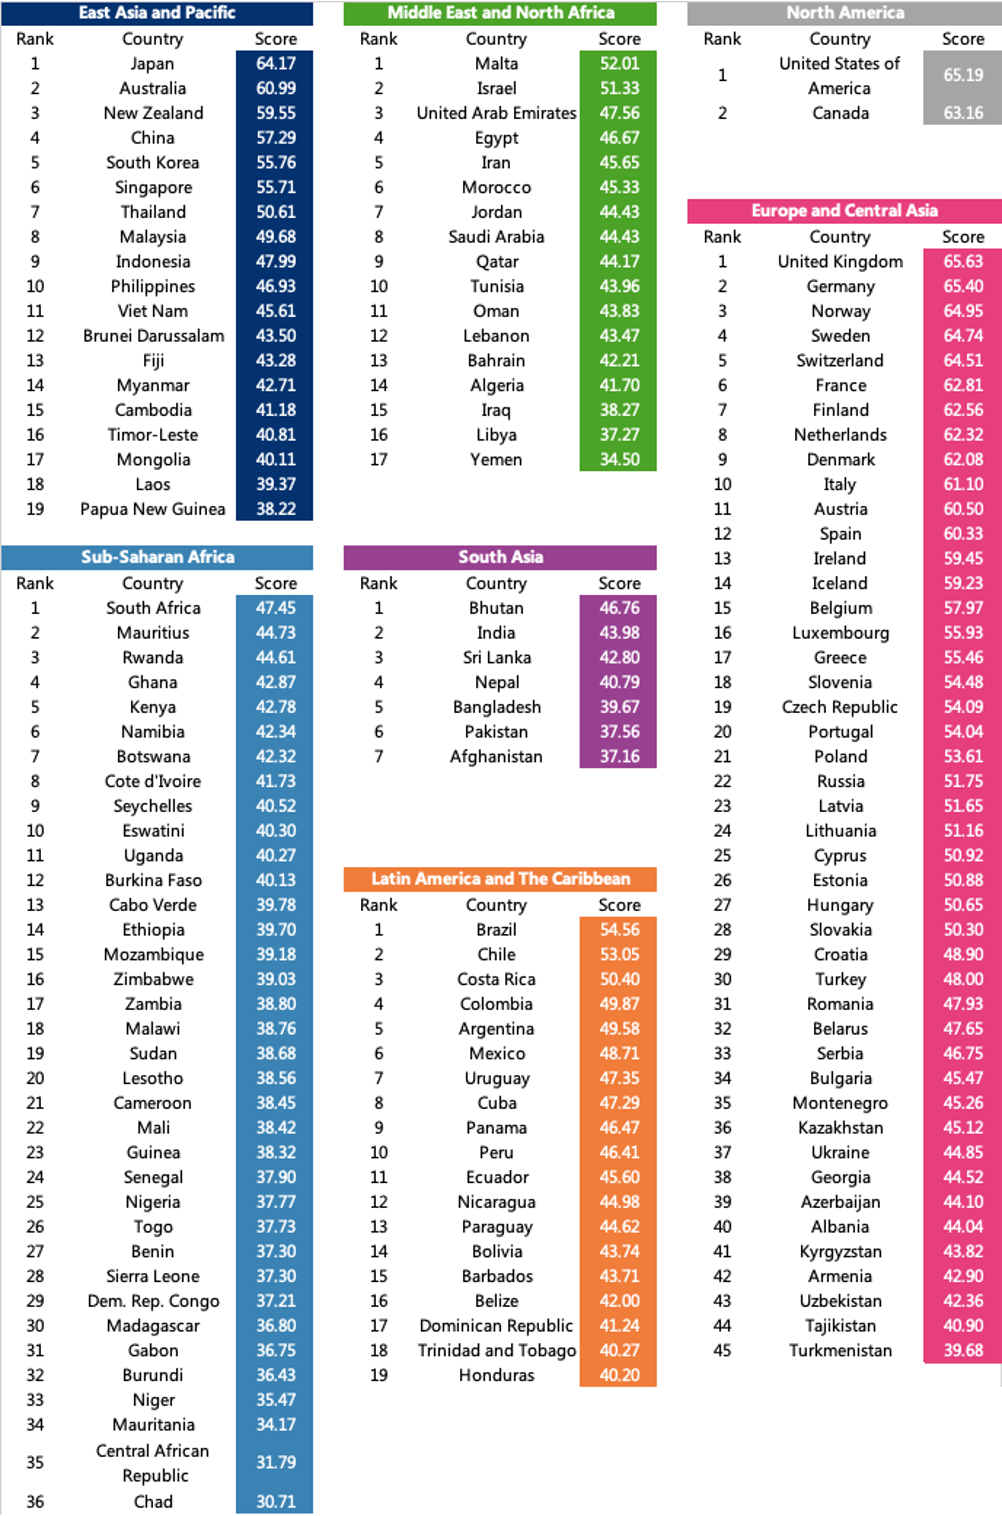 East Asia and Pacific
Rank Country Score
1 Japan 64.17
2 Australia 60.99
3 New Zealand 59.55
4 China 57.29
5 South Korea 55.76
6 Singapore 55.71
7 Thailand 50.61
8 Malaysia 49.68
9 Indonesia 47.99
10 Philippines 46.93
11 Viet Nam 45.61
12 Brunei Darussalam 43.50
13 Fiji 43.28
14 Myanmar 42.71
15 Cambodia 41.18
16 Timor-Leste 40.81
17 Mongolia 40.11
18 Laos 39.37
19 Papua New Guinea 38.22
Sub-Saharan Africa
Rank Country Score
1 South Africa 47.45
2 Mauritius 44.73
3 Rwanda 44.61
4 Ghana 42.87
5 Kenya 42.78
6 Namibia 42.34
7 Botswana 42.32
8 Cote d'Ivoire 41.73
9 Seychelles 40.52
10 Eswatini 40.30
11 Uganda 40.27
12 Burkina Faso 40.13
13 Cabo Verde 39.78
14 Ethiopia 39.70
15 Mozambique 39.18
16 Zimbabwe 39.03
17 Zambia 38.80
18 Malawi 38.76
19 Sudan 38.68
20 Lesotho 38.56
21 Cameroon 38.45
22 Mali 38.42
23 Guinea 38.32
24 Senegal 37.90
25 Nigeria 37.77
26 Togo 37.73
27 Benin 37.30
28 Sierra Leone 37.30
29 Dem. Rep. Congo 37.21
30 Madagascar 36.80
31 Gabon 36.75
32 Burundi 36.43
33 Niger 35.47
34 Mauritania 34.17
Central African
35 31.79
Republic
36 Chad 30.71
Middle East and North Africa
Rank Country Score
1 Malta 52.01
2 Israel 51.33
3 United Arab Emirates 47.56
4 Egypt 46.67
5 Iran 45.65
6 Morocco 45.33
7 Jordan 44.43
8 Saudi Arabia 44.43
9 Qatar 44.17
10 Tunisia 43.96
11 Oman 43.83
12 Lebanon 43.47
13 Bahrain 42.21
14 Algeria 41.70
15 Iraq 38.27
16 Libya 37.27
17 Yemen 34.50
South Asia
Rank Country Score
1 Bhutan 46.76
2 India 43.98
3 Sri Lanka 42.80
4 Nepal 40.79
5 Bangladesh 39.67
6 Pakistan 37.56
7 Afghanistan 37.16
Latin America and The Caribbean
Rank Country Score
1 Brazil 54.56
2 Chile 53.05
3 Costa Rica 50.40
4 Colombia 49.87
5 Argentina 49.58
6 Mexico 48.71
7 Uruguay 47.35
8 Cuba 47.29
9 Panama 46.47
10 Peru 46.41
11 Ecuador 45.60
12 Nicaragua 44.98
13 Paraguay 44.62
14 Bolivia 43.74
15 Barbados 43.71
16 Belize 42.00
17 Dominican Republic 41.24
18 Trinidad and Tobago 40.27
19 Honduras 40.20
North America
Rank Country Score
United States of
1 65.19
America
2 Canada 63.16
Europe and Central Asia
Rank Country Score
1 United Kingdom 65.63
2 Germany 65.40
3 Norway 64.95
4 Sweden 64.74
5 Switzerland 64.51
6 France 62.81
7 Finland 62.56
8 Netherlands 62.32
9 Denmark 62.08
10 Italy 61.10
11 Austria 60.50
12 Spain 60.33
13 Ireland 59.45
14 Iceland 59.23
15 Belgium 57.97
16 Luxembourg 55.93
17 Greece 55.46
18 Slovenia 54.48
19 Czech Republic 54.09
20 Portugal 54.04
21 Poland 53.61
22 Russia 51.75
23 Latvia 51.65
24 Lithuania 51.16
25 Cyprus 50.92
26 Estonia 50.88
27 Hungary 50.65
28 Slovakia 50.30
29 Croatia 48.90
30 Turkey 48.00
31 Romania 47.93
32 Belarus 47.65
33 Serbia 46.75
34 Bulgaria 45.47
35 Montenegro 45.26
36 Kazakhstan 45.12
37 Ukraine 44.85
38 Georgia 44.52
39 Azerbaijan 44.10
40 Albania 44.04
41 Kyrgyzstan 43.82
42 Armenia 42.90
43 Uzbekistan 42.36
44 Tajikistan 40.90
45 Turkmenistan 39.68